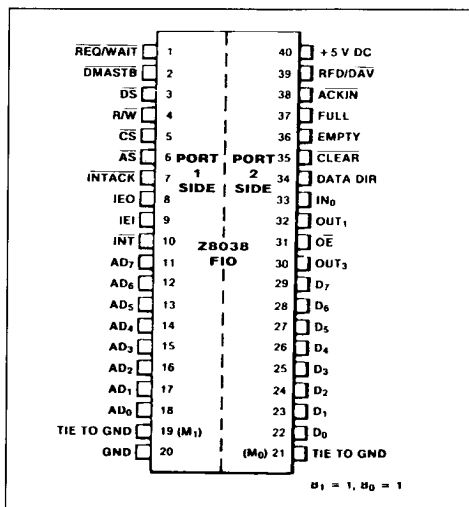 REQ/WAIT 1 40 +5 V DC
DMASTB 2 39 RFD/DAV
DS 3 38 ACKIN
R/W 4 37 FULL
CS 5 36 EMPTY
AS 6 35 CLEAR
PORT 1 SIDE PORT 2 SIDE
INTACK 7 34 DATA DIR
IEO 8 33 IN0
IEI 9 32 OUT1
INT 10 31 OE
Z8038
FIO
AD7 11 30 OUT3
AD6 12 29 D7
AD5 13 28 D6
AD4 14 27 D5
AD3 15 26 D4
AD2 16 25 D3
AD1 17 24 D2
AD0 18 23 D1
TIE TO GND 19 (M1) 22 D0
GND 20 (M0) 21 TIE TO GND
B1 = 1, B0 = 1